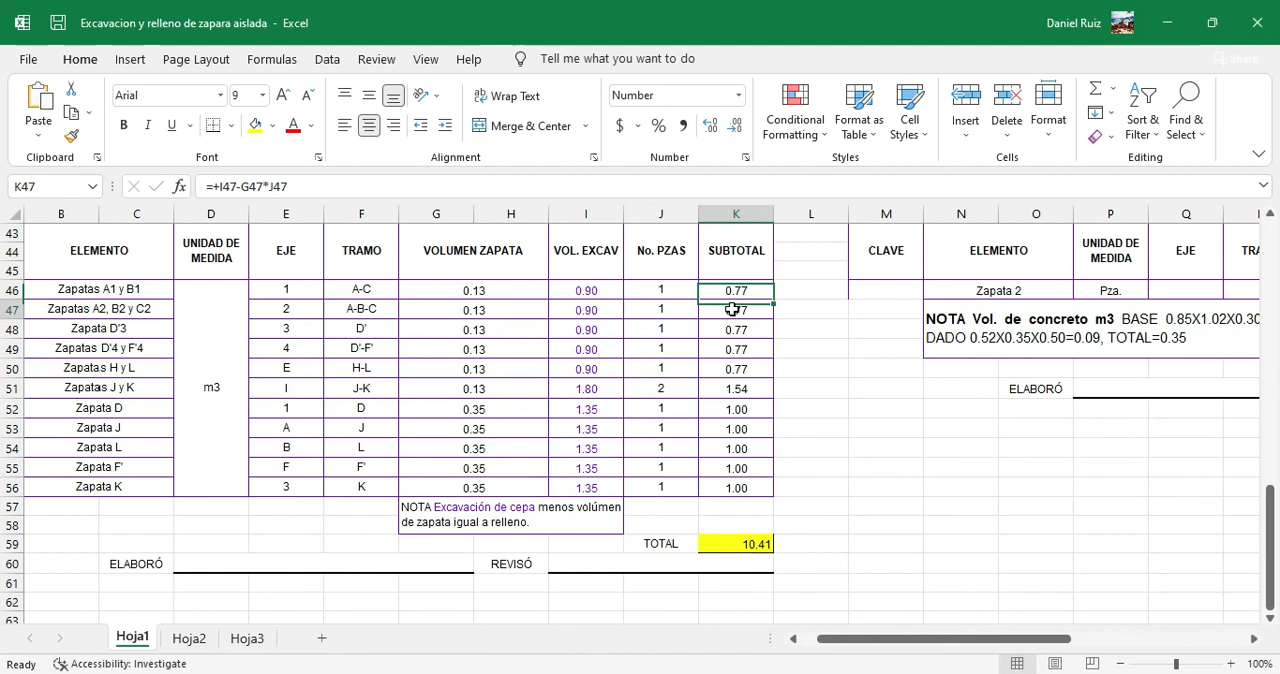 Excavacion y relleno de zapara aislada - Excel
Daniel Ruiz
File Home Insert Page Layout Formulas Data Review View Help Tell me what you want to do Share
Paste
Clipboard
Arial 9
B I U A
Font
Wrap Text
Merge & Center
Alignment
Number
$ %
Number
Conditional Formatting
Format as Table
Cell Styles
Styles
Insert
Delete
Format
Cells
Sort & Filter
Find & Select
Editing
K47 fx =+I47-G47*J47
B C D E F G H I J K L M N O P Q
43
44 ELEMENTO UNIDAD DE MEDIDA EJE TRAMO VOLUMEN ZAPATA VOL. EXCAV No. PZAS SUBTOTAL CLAVE ELEMENTO UNIDAD DE MEDIDA EJE TRA
45
46 Zapatas A1 y B1 1 A-C 0.13 0.90 1 0.77 Zapata 2 Pza.
47 Zapatas A2, B2 y C2 2 A-B-C 0.13 0.90 1 NOTA Vol. de concreto m3 BASE 0.85X1.02X0.30
48 Zapata D'3 3 D' 0.13 0.90 1 0.77 DADO 0.52X0.35X0.50=0.09, TOTAL=0.35
49 Zapatas D'4 y F'4 4 D'-F' 0.13 0.90 1 0.77
50 Zapatas H y L E H-L 0.13 0.90 1 0.77
51 Zapatas J y K m3 I J-K 0.13 1.80 2 1.54 ELABORÓ
52 Zapata D 1 D 0.35 1.35 1 1.00
53 Zapata J A J 0.35 1.35 1 1.00
54 Zapata L B L 0.35 1.35 1 1.00
55 Zapata F' F F' 0.35 1.35 1 1.00
56 Zapata K 3 K 0.35 1.35 1 1.00
57 NOTA Excavación de cepa menos volúmen
58 de zapata igual a relleno.
59 TOTAL 10.41
60 ELABORÓ REVISÓ
61
62
63
Hoja1 Hoja2 Hoja3
Ready Accessibility: Investigate 100%